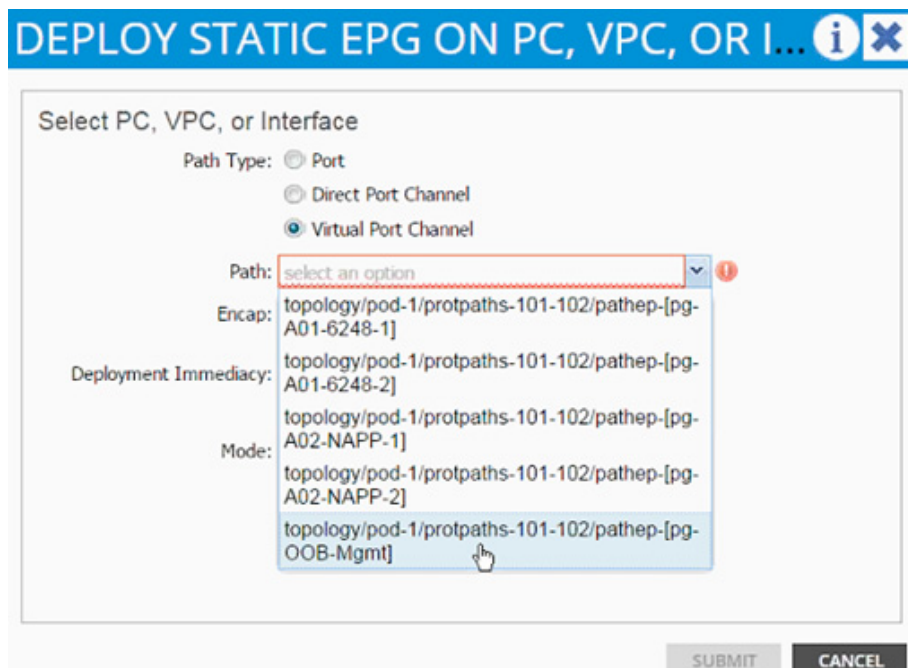 DEPLOY STATIC EPG ON PC, VPC, OR I...
Select PC, VPC, or Interface
Path Type: Port
Direct Port Channel
Virtual Port Channel
Path: select an option
Encap:
topology/pod-1/protpaths-101-102/pathep-[pg-
A01-6248-1]
Deployment Immediacy:
topology/pod-1/protpaths-101-102/pathep-[pg-
A01-6248-2]
topology/pod-1/protpaths-101-102/pathep-[pg-
A02-NAPP-1]
Mode:
topology/pod-1/protpaths-101-102/pathep-[pg-
A02-NAPP-2]
topology/pod-1/protpaths-101-102/pathep-[pg-
OOB-Mgmt]
SUBMIT CANCEL